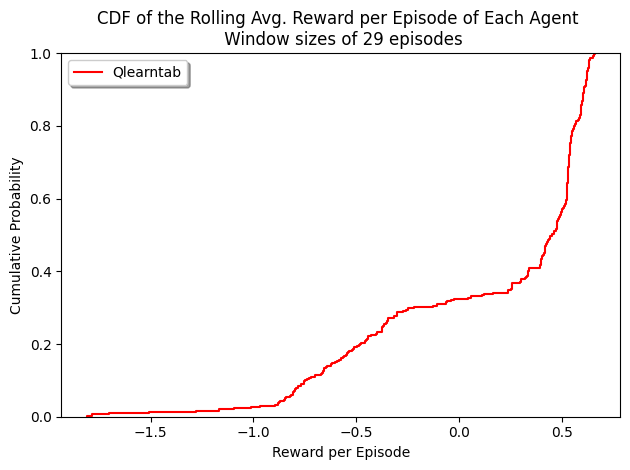 CDF of the Rolling Avg. Reward per Episode of Each Agent
Window sizes of 29 episodes
Qlearntab
1.0
0.8
0.6
0.4
0.2
0.0
Cumulative Probability
−1.5
−1.0
−0.5
0.0
0.5
Reward per Episode